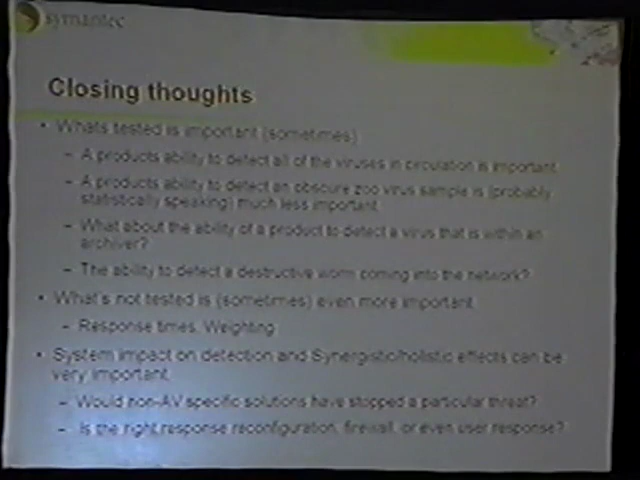 symantec
Closing thoughts
• Whats tested is important (sometimes)
– A products ability to detect all of the viruses in circulation is important
– A products ability to detect an obscure zoo virus sample is (probably
statistically speaking) much less important
– What about the ability of a product to detect a virus that is within an
archiver?
– The ability to detect a destructive worm coming into the network?
• What's not tested is (sometimes) even more important
– Response times, Weighting
• System impact on detection and Synergistic/holistic effects can be
very important
– Would non-AV specific solutions have stopped a particular threat?
– Is the right response reconfiguration, firewall, or even user response?